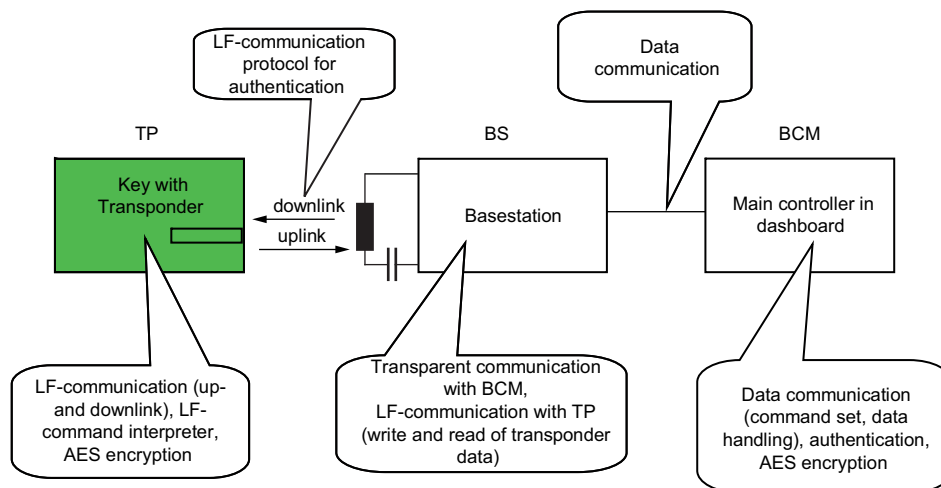 LF-communication
protocol for
authentication
Data
communication
TP
BS
BCM
Key with
Transponder
downlink
uplink
Basestation
Main controller in
dashboard
LF-communication (up-
and downlink), LF-
command interpreter,
AES encryption
Transparent communication
with BCM,
LF-communication with TP
(write and read of transponder
data)
Data communication
(command set, data
handling), authentication,
AES encryption